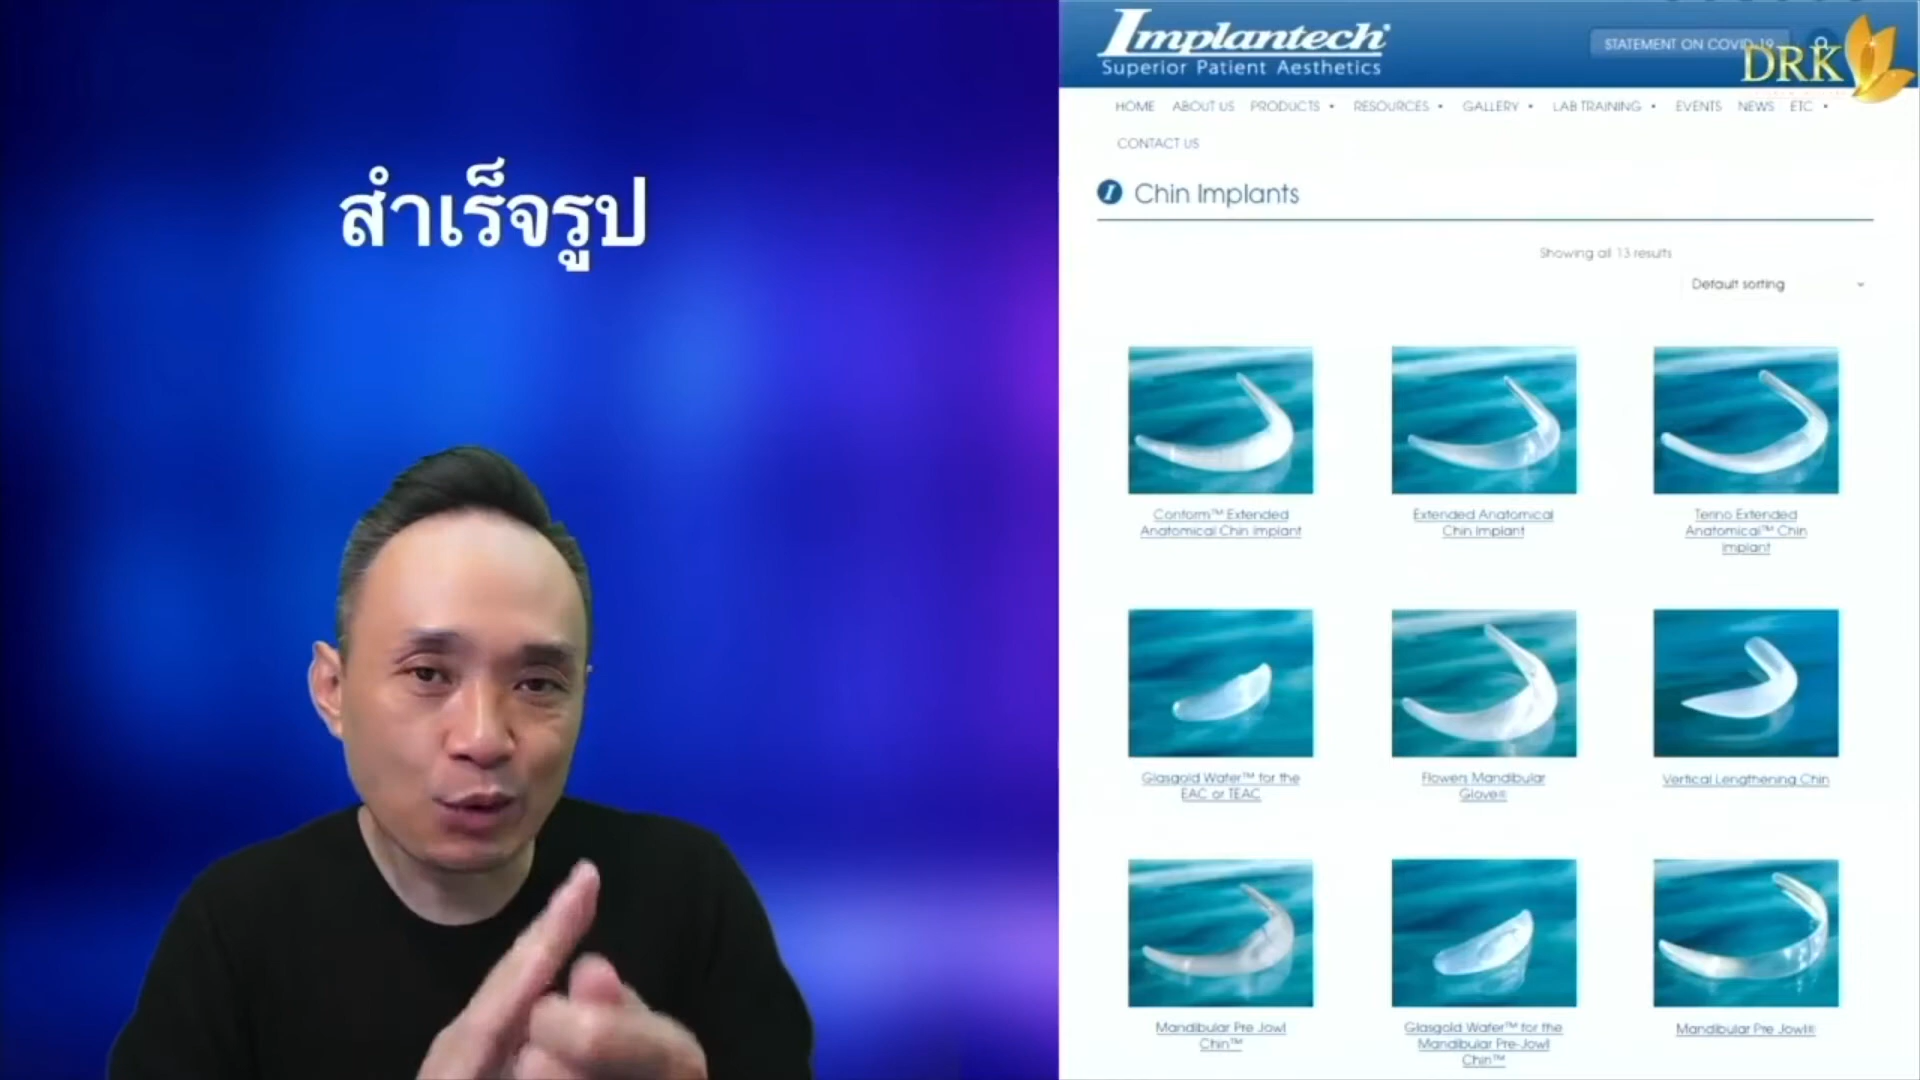 สำเร็จรูป
Implantech®
Superior Patient Aesthetics
STATEMENT ON COVID-19
DRK
HOME ABOUT US PRODUCTS RESOURCES GALLERY LAB TRAINING EVENTS NEWS ETC
CONTACT US
Chin Implants
Showing all 13 results
Default sorting
Conform™ Extended
Anatomical Chin Implant
Extended Anatomical
Chin Implant
Terino Extended
Anatomical™ Chin
Implant
Glasgold Wafer™ for the
EAC or TEAC
Flowers Mandibular
Glove®
Vertical Lengthening Chin
Mandibular Pre Jowl
Chin™
Glasgold Wafer™ for the
Mandibular Pre-Jowl
Chin™
Mandibular Pre Jowl®